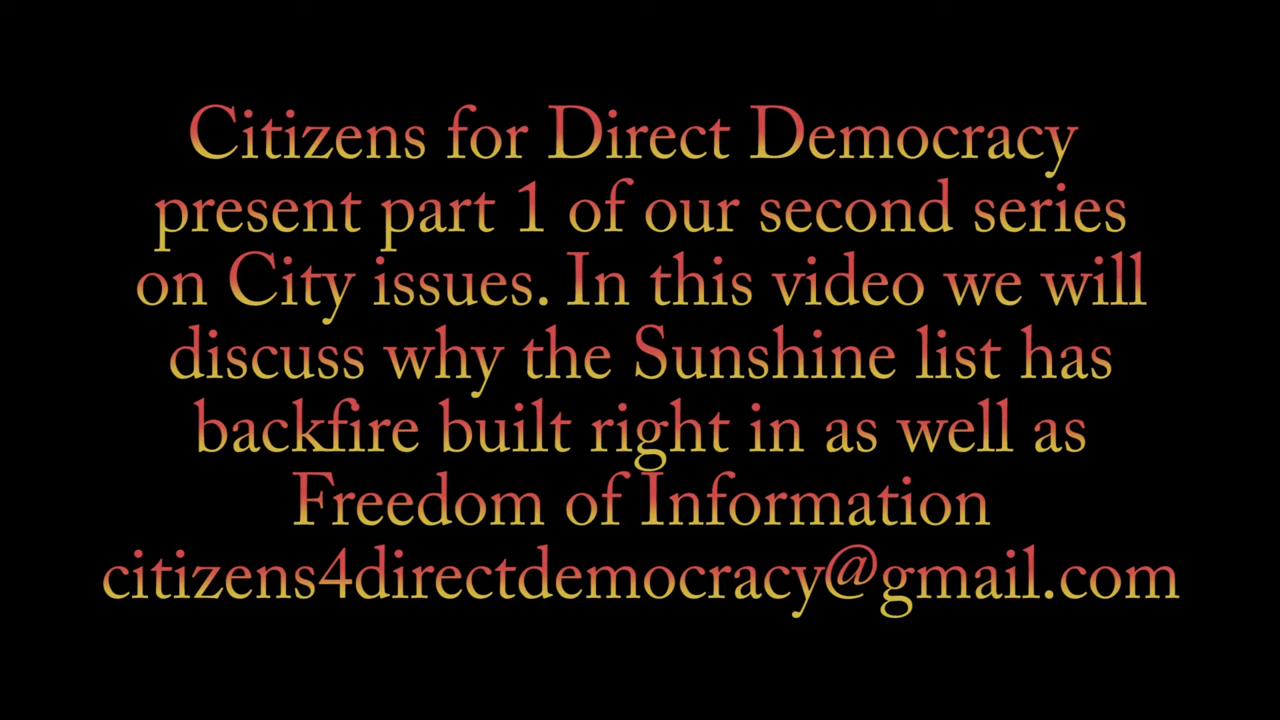 Citizens for Direct Democracy
present part 1 of our second series
on City issues. In this video we will
discuss why the Sunshine list has
backfire built right in as well as
Freedom of Information
citizens4directdemocracy@gmail.com